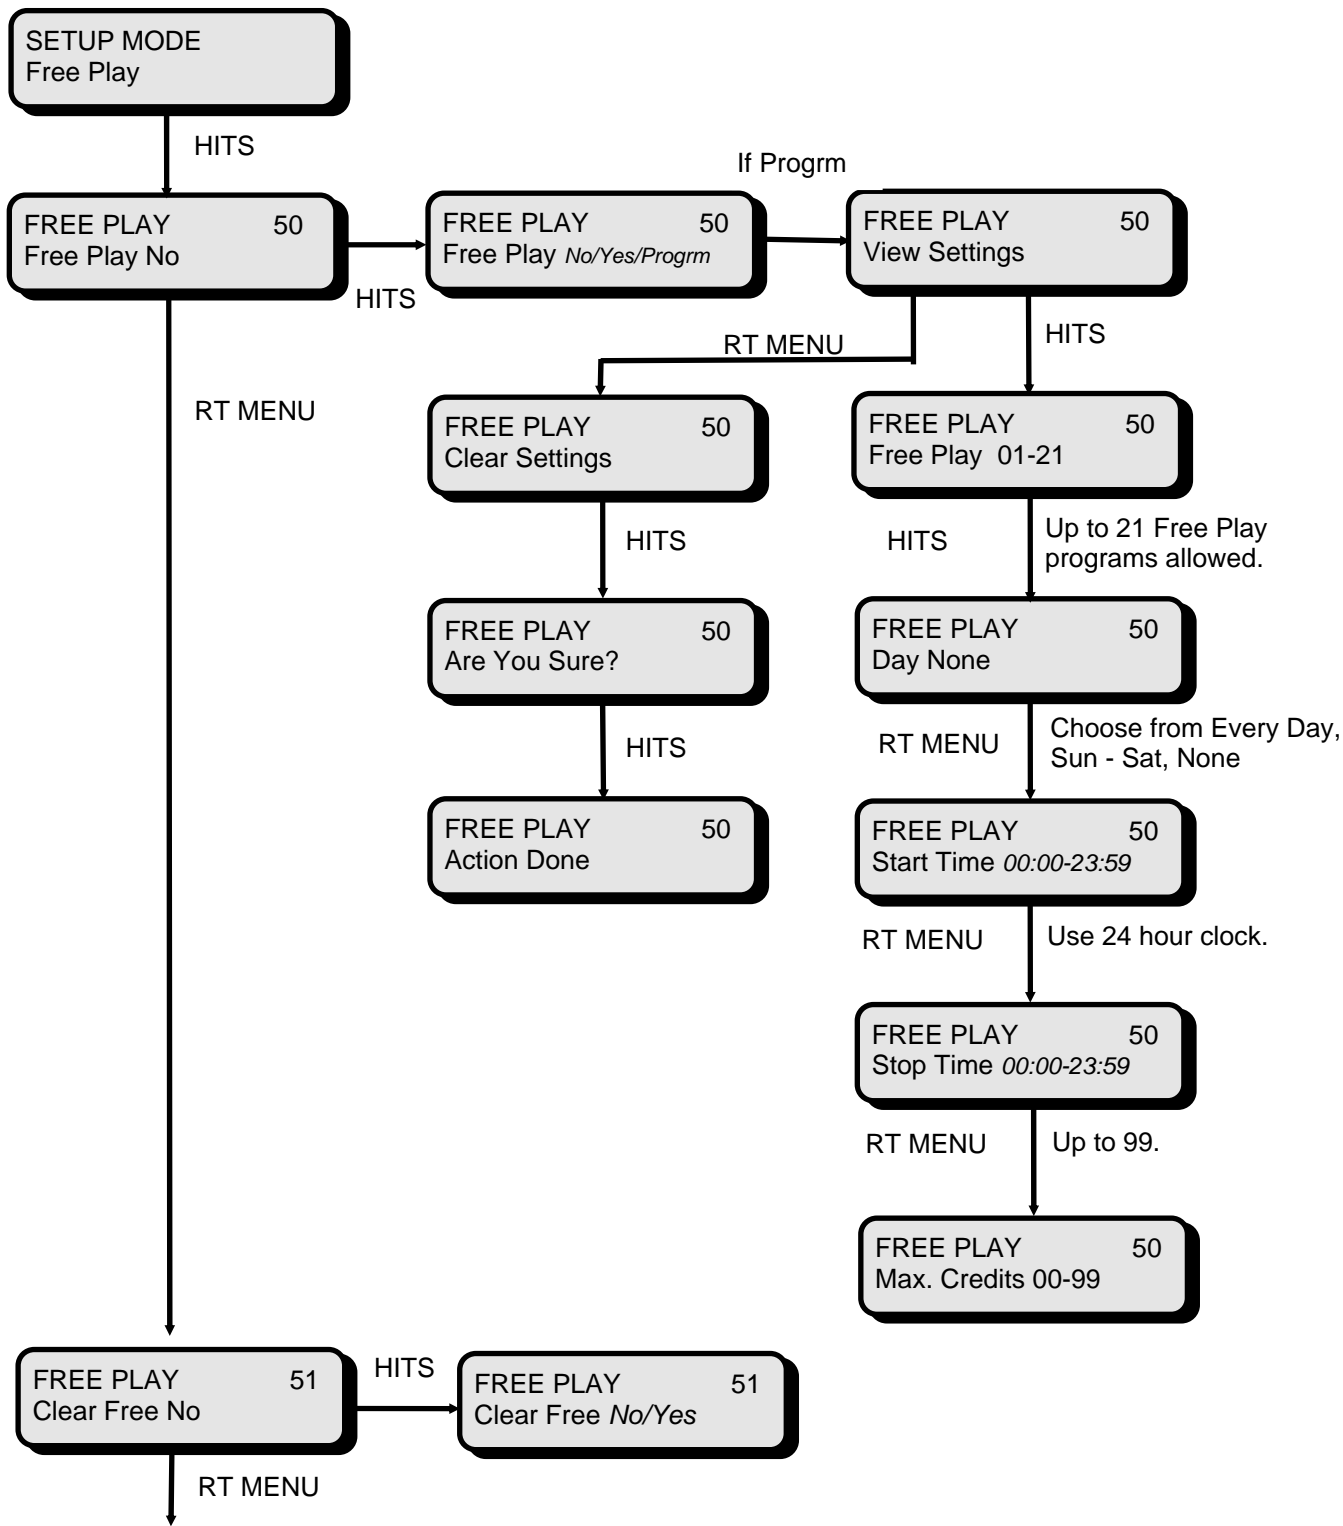 SETUP MODE
Free Play
HITS
If Progrm
FREE PLAY 50
Free Play No
HITS
FREE PLAY 50
Free Play No/Yes/Progrm
FREE PLAY 50
View Settings
RT MENU
HITS
RT MENU
FREE PLAY 50
Clear Settings
FREE PLAY 50
Free Play 01-21
HITS
HITS
Up to 21 Free Play
programs allowed.
FREE PLAY 50
Are You Sure?
FREE PLAY 50
Day None
HITS
RT MENU
Choose from Every Day,
Sun - Sat, None
FREE PLAY 50
Action Done
FREE PLAY 50
Start Time 00:00-23:59
RT MENU
Use 24 hour clock.
FREE PLAY 50
Stop Time 00:00-23:59
RT MENU
Up to 99.
FREE PLAY 50
Max. Credits 00-99
FREE PLAY 51
Clear Free No
HITS
FREE PLAY 51
Clear Free No/Yes
RT MENU